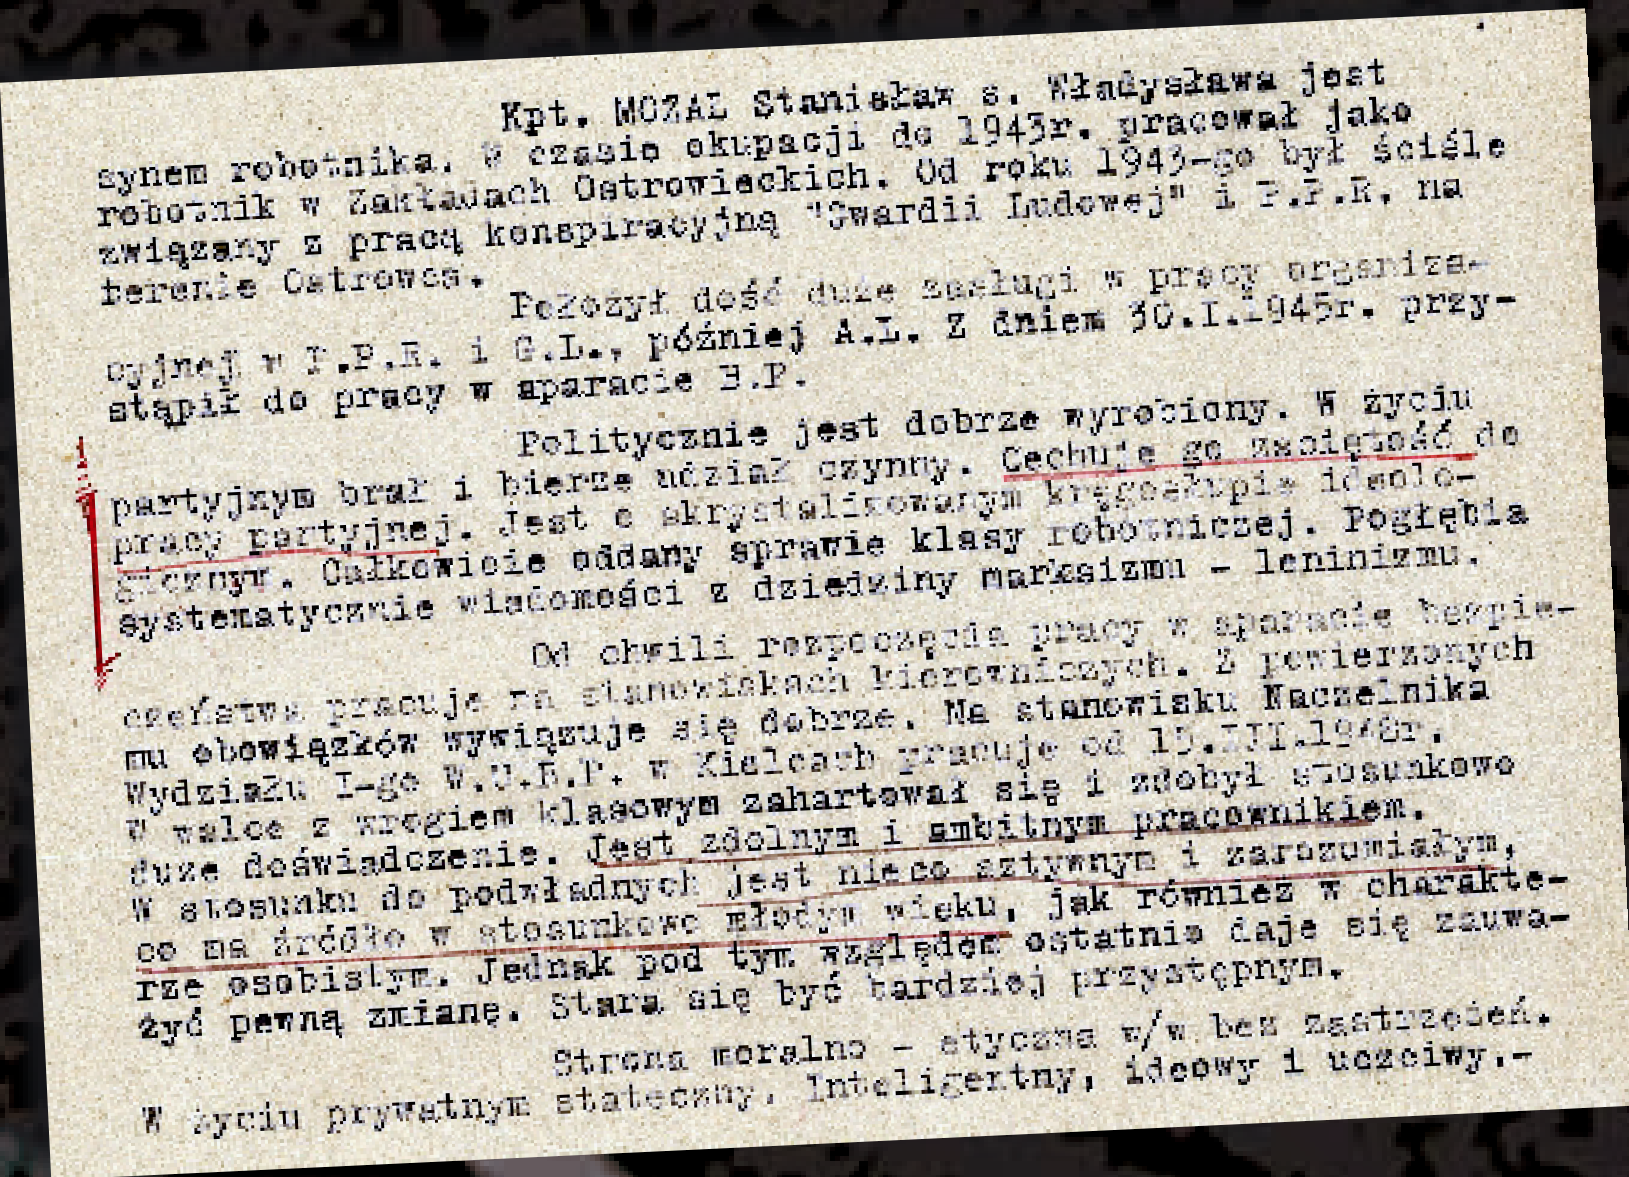 Kpt. MOZAL Stanisław s. Władysława jest
synem robotnika. W czasie okupacji do 1943r. pracował jako
robotnik w Zakładach Ostrowieckich. Od roku 1943-go był ściśle
związany z pracą konspiracyjną "Gwardii Ludowej" i P.P.R. na
terenie Ostrowca.
Położył dość duże zasługi w pracy organiza-
cyjnej w P.P.R. i G.L., później A.L. Z dniem 30.I.1945r. przy-
stąpił do pracy w aparacie B.P.
Politycznie jest dobrze wyrobiony. W życiu
partyjnym brał i bierze udział czynny. Cechuje go zaciętość do
pracy partyjnej. Jest o skrystalizowanym kręgosłupie ideolo-
gicznym. Całkowicie oddany sprawie klasy robotniczej. Pogłębia
systematycznie wiadomości z dziedziny marksizmu - leninizmu.
Od chwili rozpoczęcia pracy w aparacie bezpie-
czeństwa pracuje na stanowiskach kierowniczych. Z powierzonych
mu obowiązków wywiązuje się dobrze. Na stanowisku Naczelnika
Wydziału I-go W.U.B.P. w Kielcach pracuje od 15.III.1948r.
W walce z wrogiem klasowym zahartował się i zdobył stosunkowo
duże doświadczenie. Jest zdolnym i ambitnym pracownikiem.
W stosunku do podwładnych jest nieco sztywnym i zarozumiałym,
co ma źródło w stosunkowo młodym wieku, jak również w charakte-
rze osobistym. Jednak pod tym względem ostatnio daje się zauwa-
żyć pewną zmianę. Stara się być bardziej przystępnym.
Strona moralno - etyczna w/w bez zastrzeżeń.
W życiu prywatnym stateczny. Inteligentny, ideowy i uczciwy.-